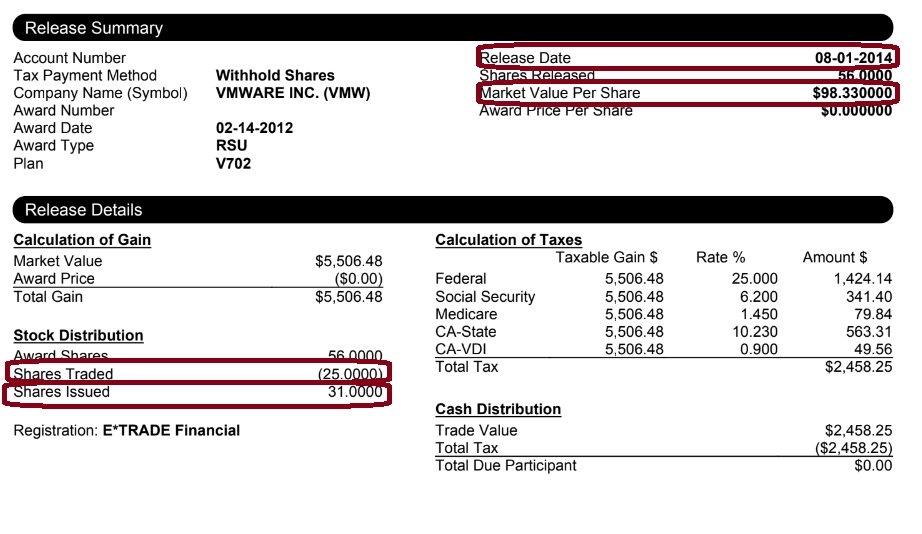 Release Summary
Account Number
Tax Payment Method Withhold Shares
Company Name (Symbol) VMWARE INC. (VMW)
Award Number
Award Date 02-14-2012
Award Type RSU
Plan V702
Release Date 08-01-2014
Shares Released 56.0000
Market Value Per Share $98.330000
Award Price Per Share $0.000000
Release Details
Calculation of Gain
Market Value $5,506.48
Award Price ($0.00)
Total Gain $5,506.48
Stock Distribution
Award Shares 56.0000
Shares Traded (25.0000)
Shares Issued 31.0000
Registration: E*TRADE Financial
Calculation of Taxes
Taxable Gain $ Rate % Amount $
Federal 5,506.48 25.000 1,424.14
Social Security 5,506.48 6.200 341.40
Medicare 5,506.48 1.450 79.84
CA-State 5,506.48 10.230 563.31
CA-VDI 5,506.48 0.900 49.56
Total Tax $2,458.25
Cash Distribution
Trade Value $2,458.25
Total Tax ($2,458.25)
Total Due Participant $0.00